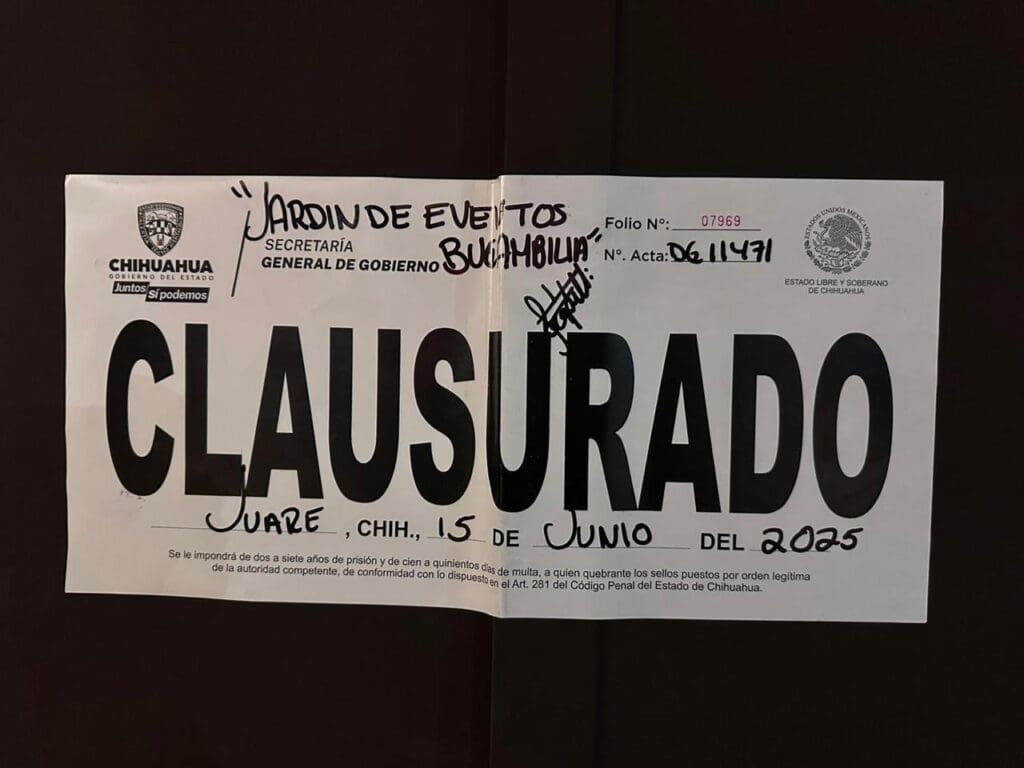 "JARDIN DE EVENTOS
BUGAMBILIA"
CHIHUAHUA
GOBIERNO DEL ESTADO
Juntos Sí podemos
SECRETARÍA
GENERAL DE GOBIERNO
Folio Nº: 07969
Nº. Acta: DG 11471
ESTADOS UNIDOS MEXICANOS
ESTADO LIBRE Y SOBERANO
DE CHIHUAHUA
CLAUSURADO
JUARE, CHIH., 15 DE JUNIO DEL 2025
Se le impondrá de dos a siete años de prisión y de cien a quinientos días de multa, a quien quebrante los sellos puestos por orden legítima
de la autoridad competente, de conformidad con lo dispuesto en el Art. 281 del Código Penal del Estado de Chihuahua.